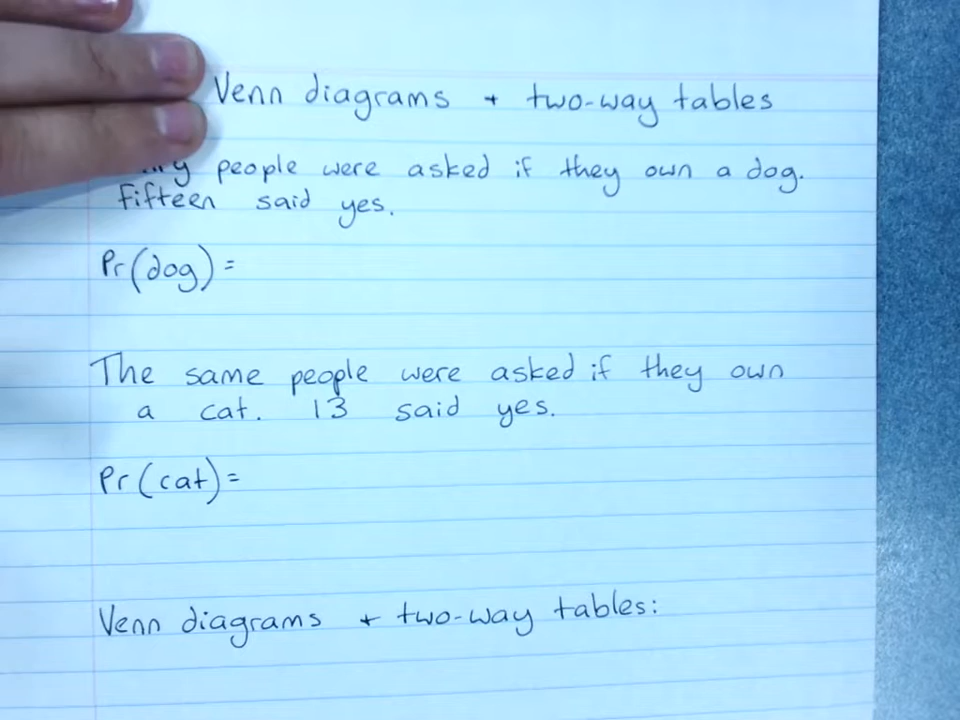 Venn diagrams + two-way tables
people were asked if they own a dog.
Fifteen said yes.
Pr(dog) =
The same people were asked if they own
a cat. 13 said yes.
Pr(cat) =
Venn diagrams + two-way tables: